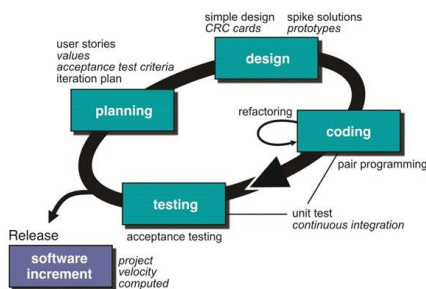 simple design
CRC cards
spike solutions
prototypes
user stories
values
acceptance test criteria
iteration plan
design
planning
refactoring
coding
pair programming
testing
unit test
continuous integration
acceptance testing
Release
software
increment
project
velocity
computed